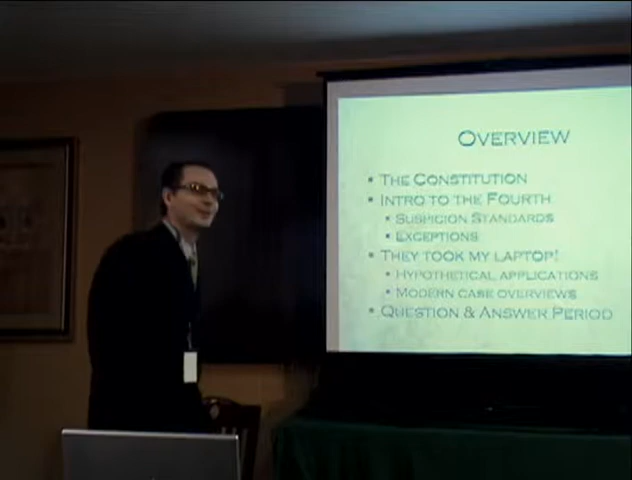 OVERVIEW
• THE CONSTITUTION
• INTRO TO THE FOURTH
• SUSPICION STANDARDS
• EXCEPTIONS
• THEY TOOK MY LAPTOP!
• HYPOTHETICAL APPLICATIONS
• MODERN CASE OVERVIEWS
• QUESTION & ANSWER PERIOD